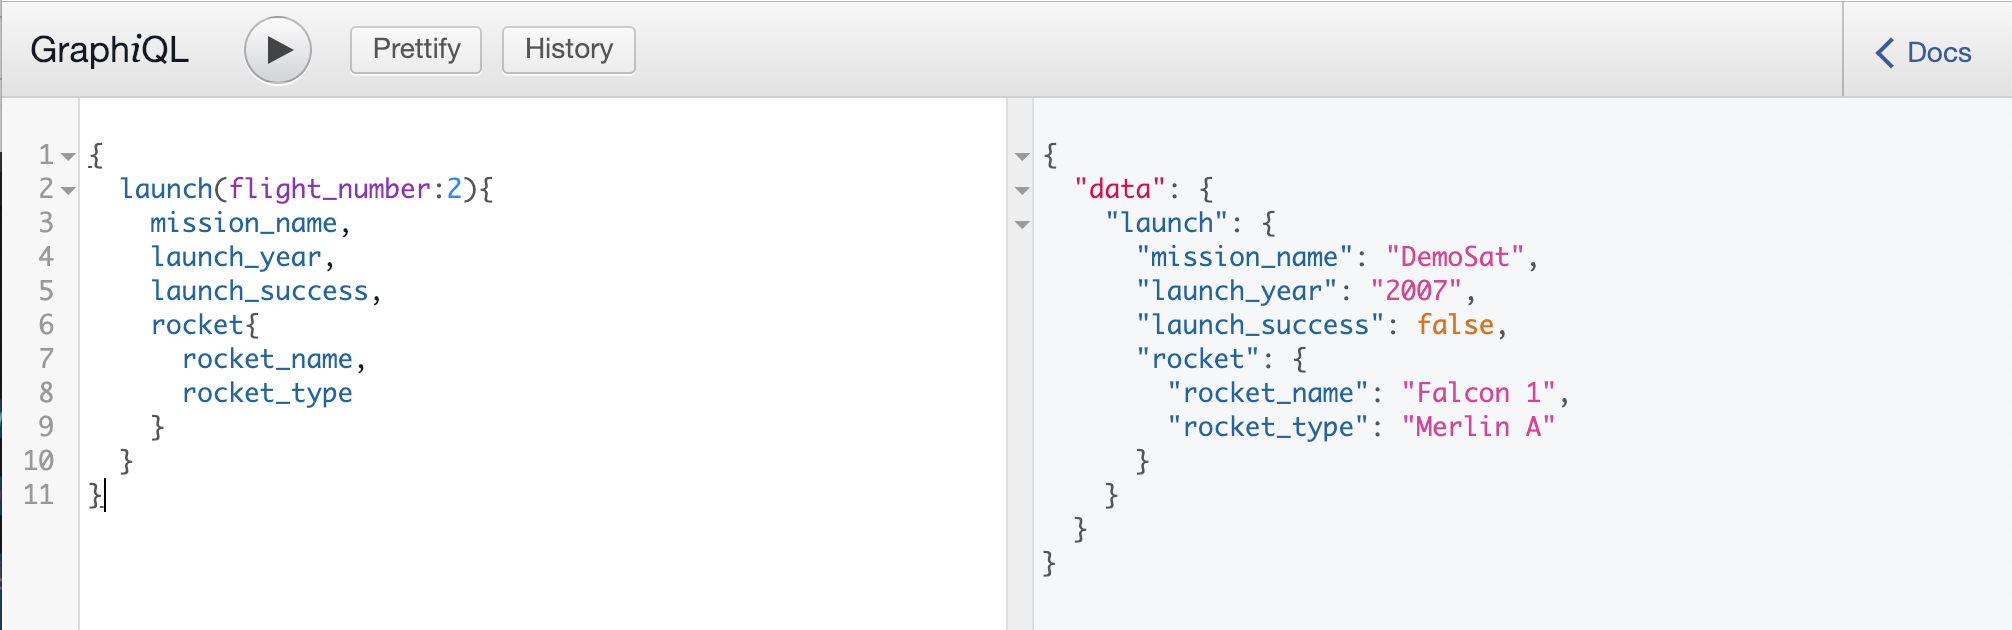 GraphiQL Prettify History Docs
1 {
2 launch(flight_number:2){
3 mission_name,
4 launch_year,
5 launch_success,
6 rocket{
7 rocket_name,
8 rocket_type
9 }
10 }
11 }
{
"data": {
"launch": {
"mission_name": "DemoSat",
"launch_year": "2007",
"launch_success": false,
"rocket": {
"rocket_name": "Falcon 1",
"rocket_type": "Merlin A"
}
}
}
}